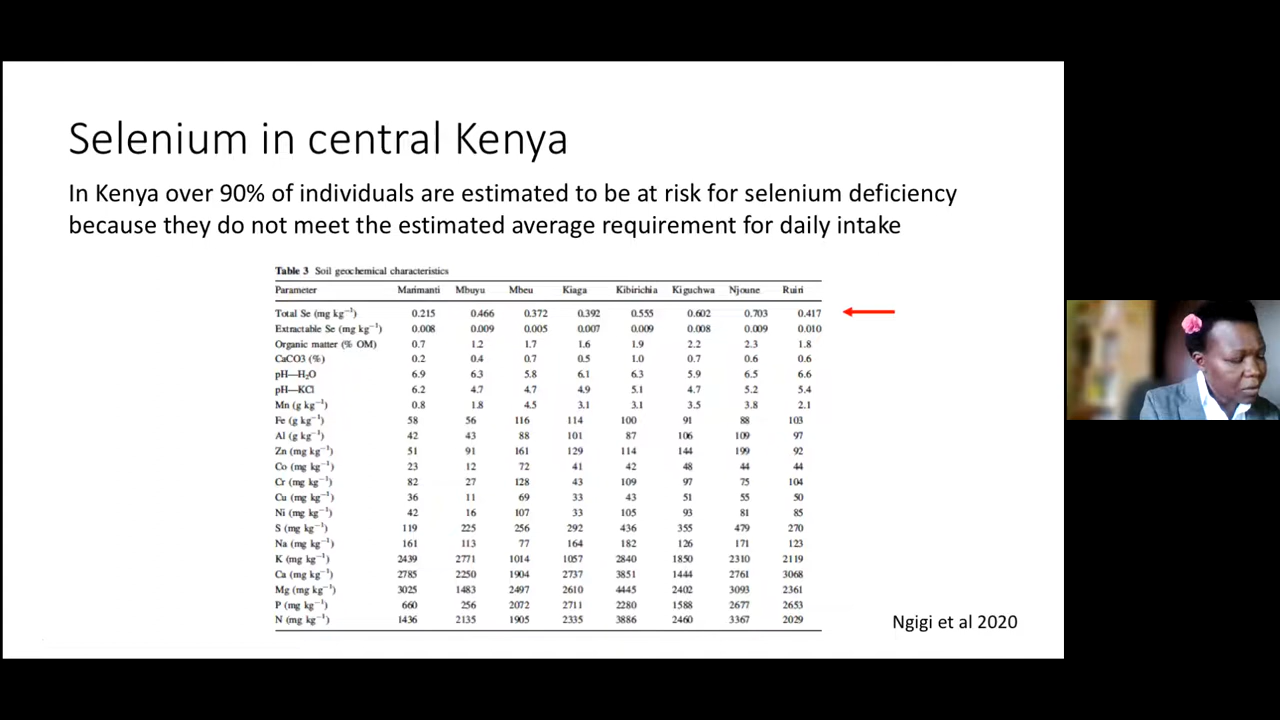 Selenium in central Kenya
In Kenya over 90% of individuals are estimated to be at risk for selenium deficiency
because they do not meet the estimated average requirement for daily intake
Table 3 Soil geochemical characteristics
Parameter Marimanti Mbuyu Mbeu Kiaga Kibirichia Kiguchwa Njoune Ruiri
Total Se (mg kg⁻¹) 0.215 0.466 0.372 0.392 0.555 0.602 0.703 0.417
Extractable Se (mg kg⁻¹) 0.008 0.009 0.005 0.007 0.009 0.008 0.009 0.010
Organic matter (% OM) 0.7 1.2 1.7 1.6 1.9 2.2 2.3 1.8
CaCO3 (%) 0.2 0.4 0.7 0.5 1.0 0.7 0.6 0.6
pH—H₂O 6.9 6.3 5.8 6.1 6.3 5.9 6.5 6.6
pH—KCl 6.2 4.7 4.7 4.9 5.1 4.7 5.2 5.4
Mn (g kg⁻¹) 0.8 1.8 4.5 3.1 3.1 3.5 3.8 2.1
Fe (g kg⁻¹) 58 56 116 114 100 91 88 103
Al (g kg⁻¹) 42 43 88 101 87 106 109 97
Zn (mg kg⁻¹) 51 91 161 129 114 144 199 92
Co (mg kg⁻¹) 23 12 72 41 42 48 44 44
Cr (mg kg⁻¹) 82 27 128 43 109 97 75 104
Cu (mg kg⁻¹) 36 11 69 33 43 51 55 50
Ni (mg kg⁻¹) 42 16 107 33 105 93 81 85
S (mg kg⁻¹) 119 225 256 292 436 355 479 270
Na (mg kg⁻¹) 161 113 77 164 182 126 171 123
K (mg kg⁻¹) 2439 2771 1014 1057 2840 1850 2310 2119
Ca (mg kg⁻¹) 2785 2250 1904 2737 3851 1444 2761 3068
Mg (mg kg⁻¹) 3025 1483 2497 2610 4445 2402 3093 2361
P (mg kg⁻¹) 660 256 2072 2711 2280 1588 2677 2653
N (mg kg⁻¹) 1436 2135 1905 2335 3886 2460 3367 2029
Ngigi et al 2020